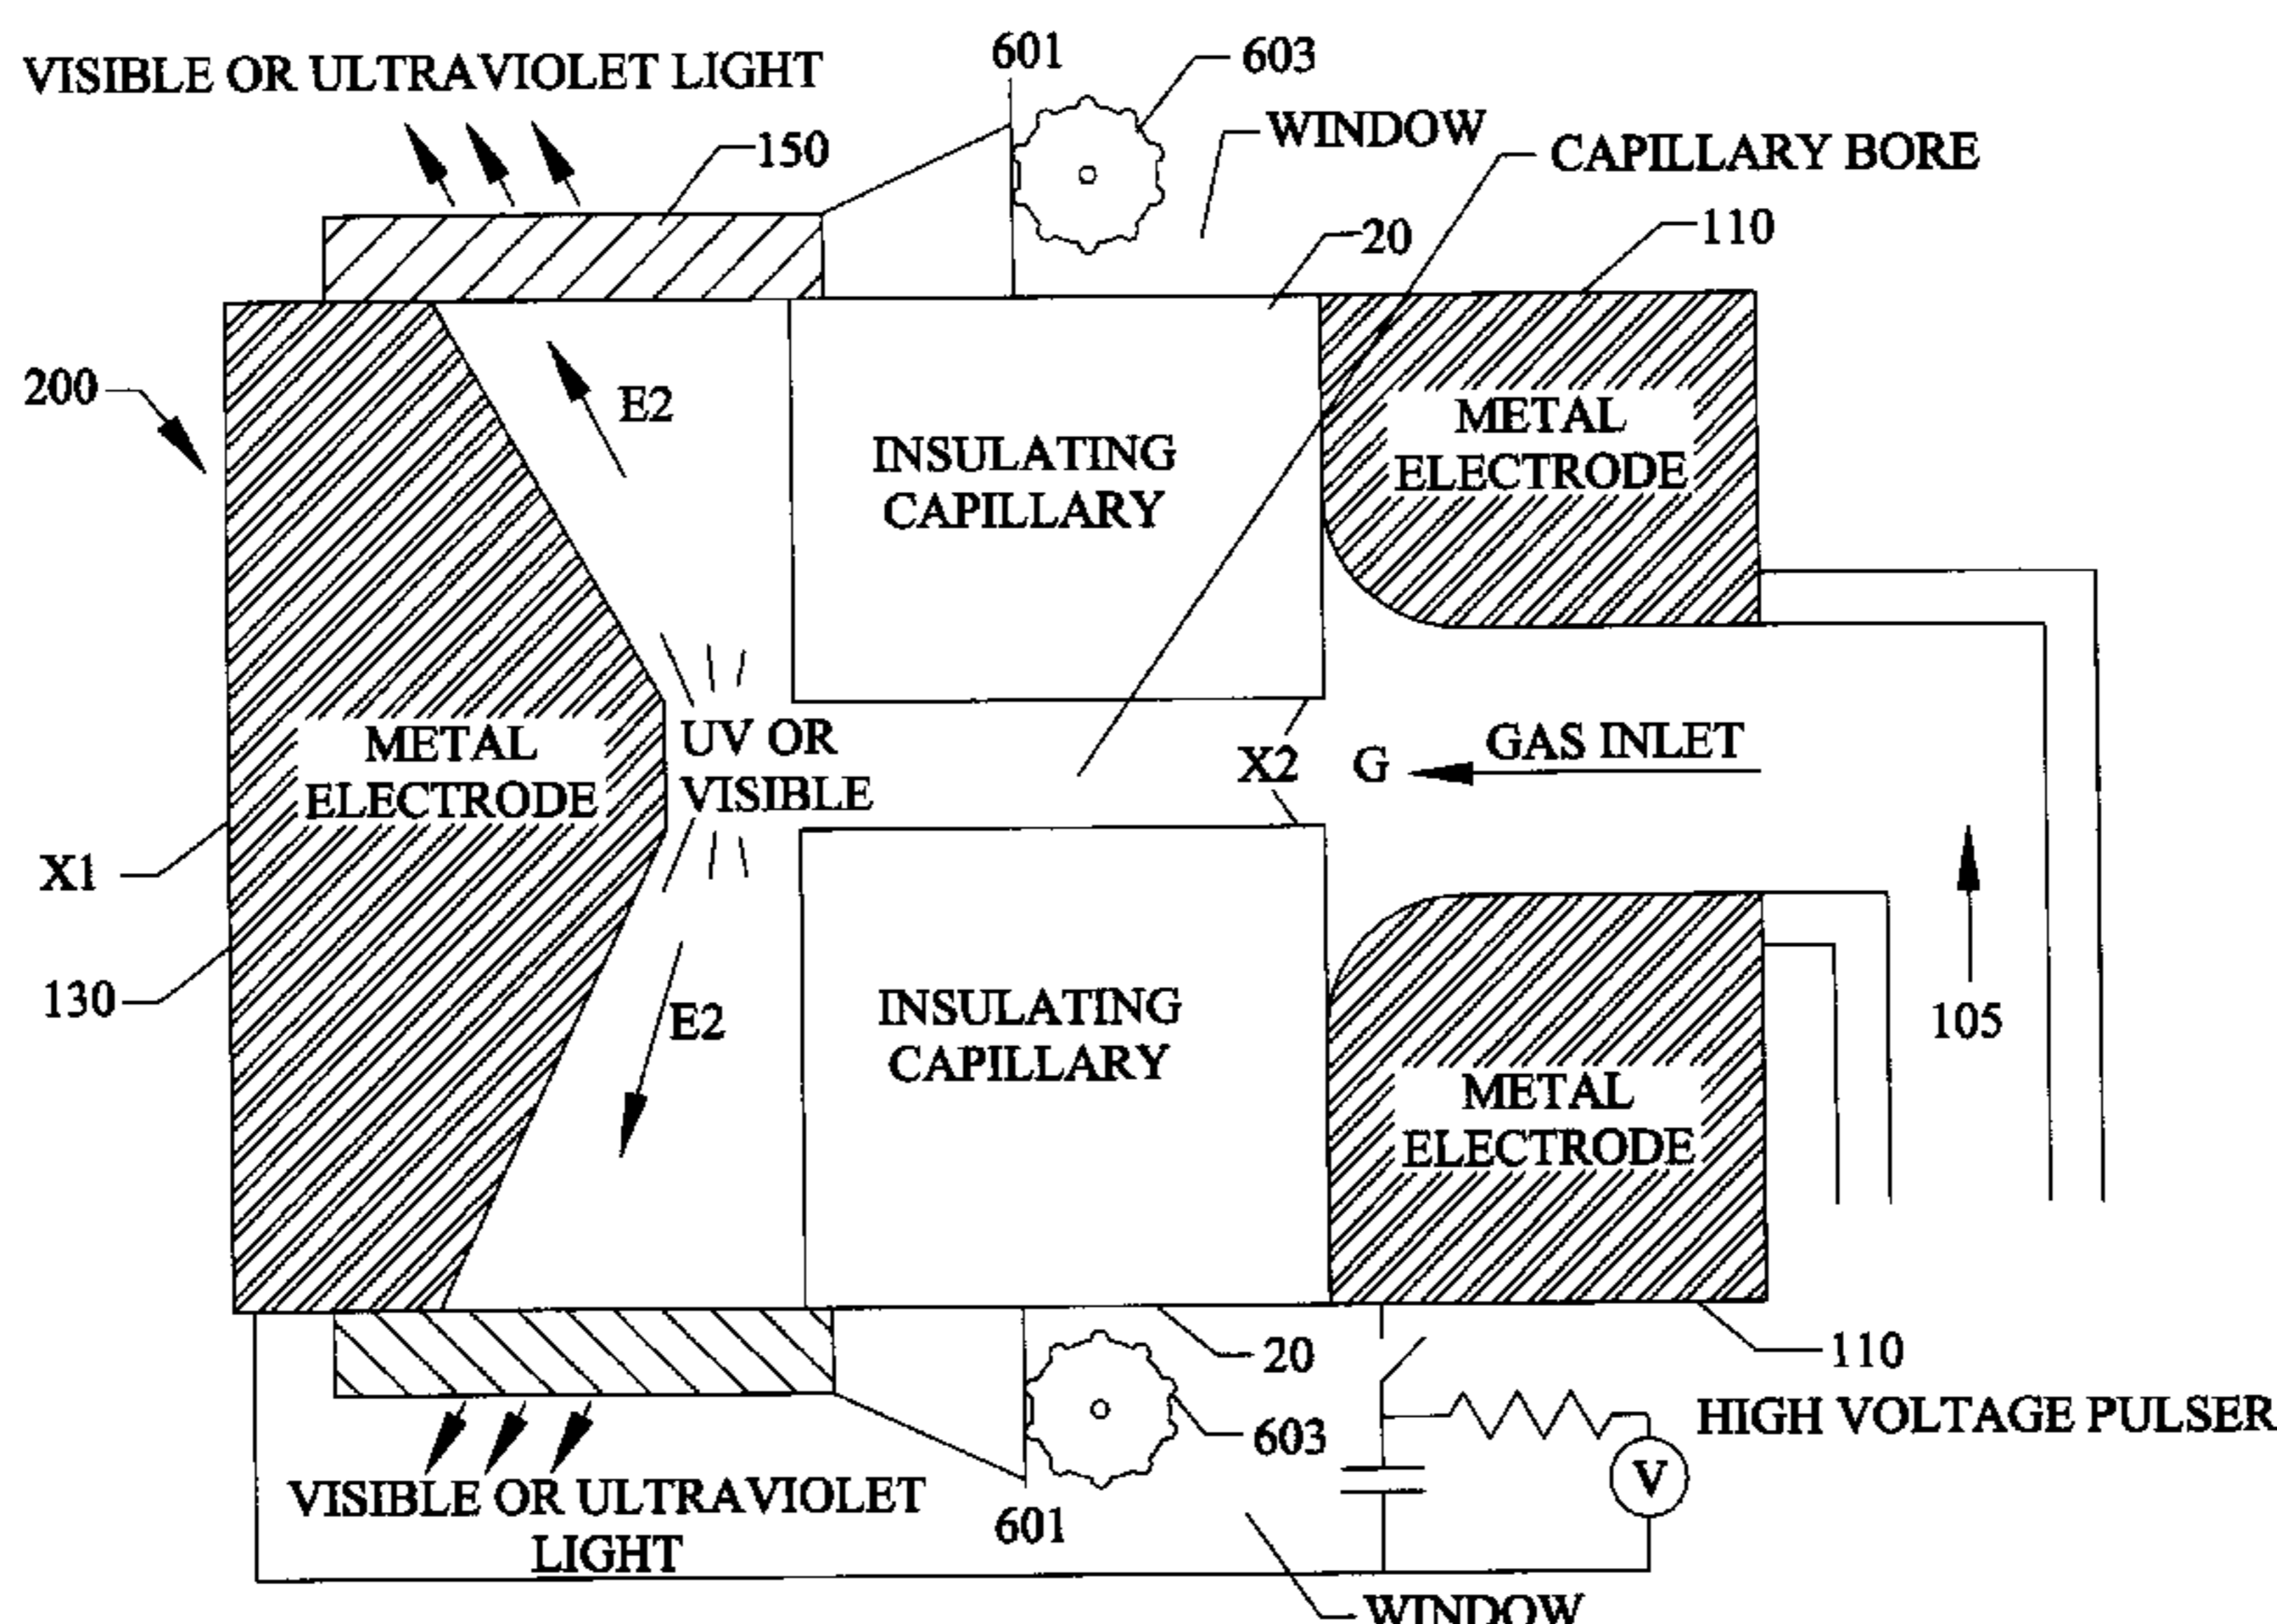 601
603
VISIBLE OR ULTRAVIOLET LIGHT
150
WINDOW
CAPILLARY BORE
20
110
200
E2
INSULATING
CAPILLARY
METAL
ELECTRODE
METAL
ELECTRODE
UV OR
VISIBLE
X2
G
GAS INLET
X1
130
E2
INSULATING
CAPILLARY
105
METAL
ELECTRODE
20
110
603
HIGH VOLTAGE PULSER
V
VISIBLE OR ULTRAVIOLET
LIGHT
601
WINDOW